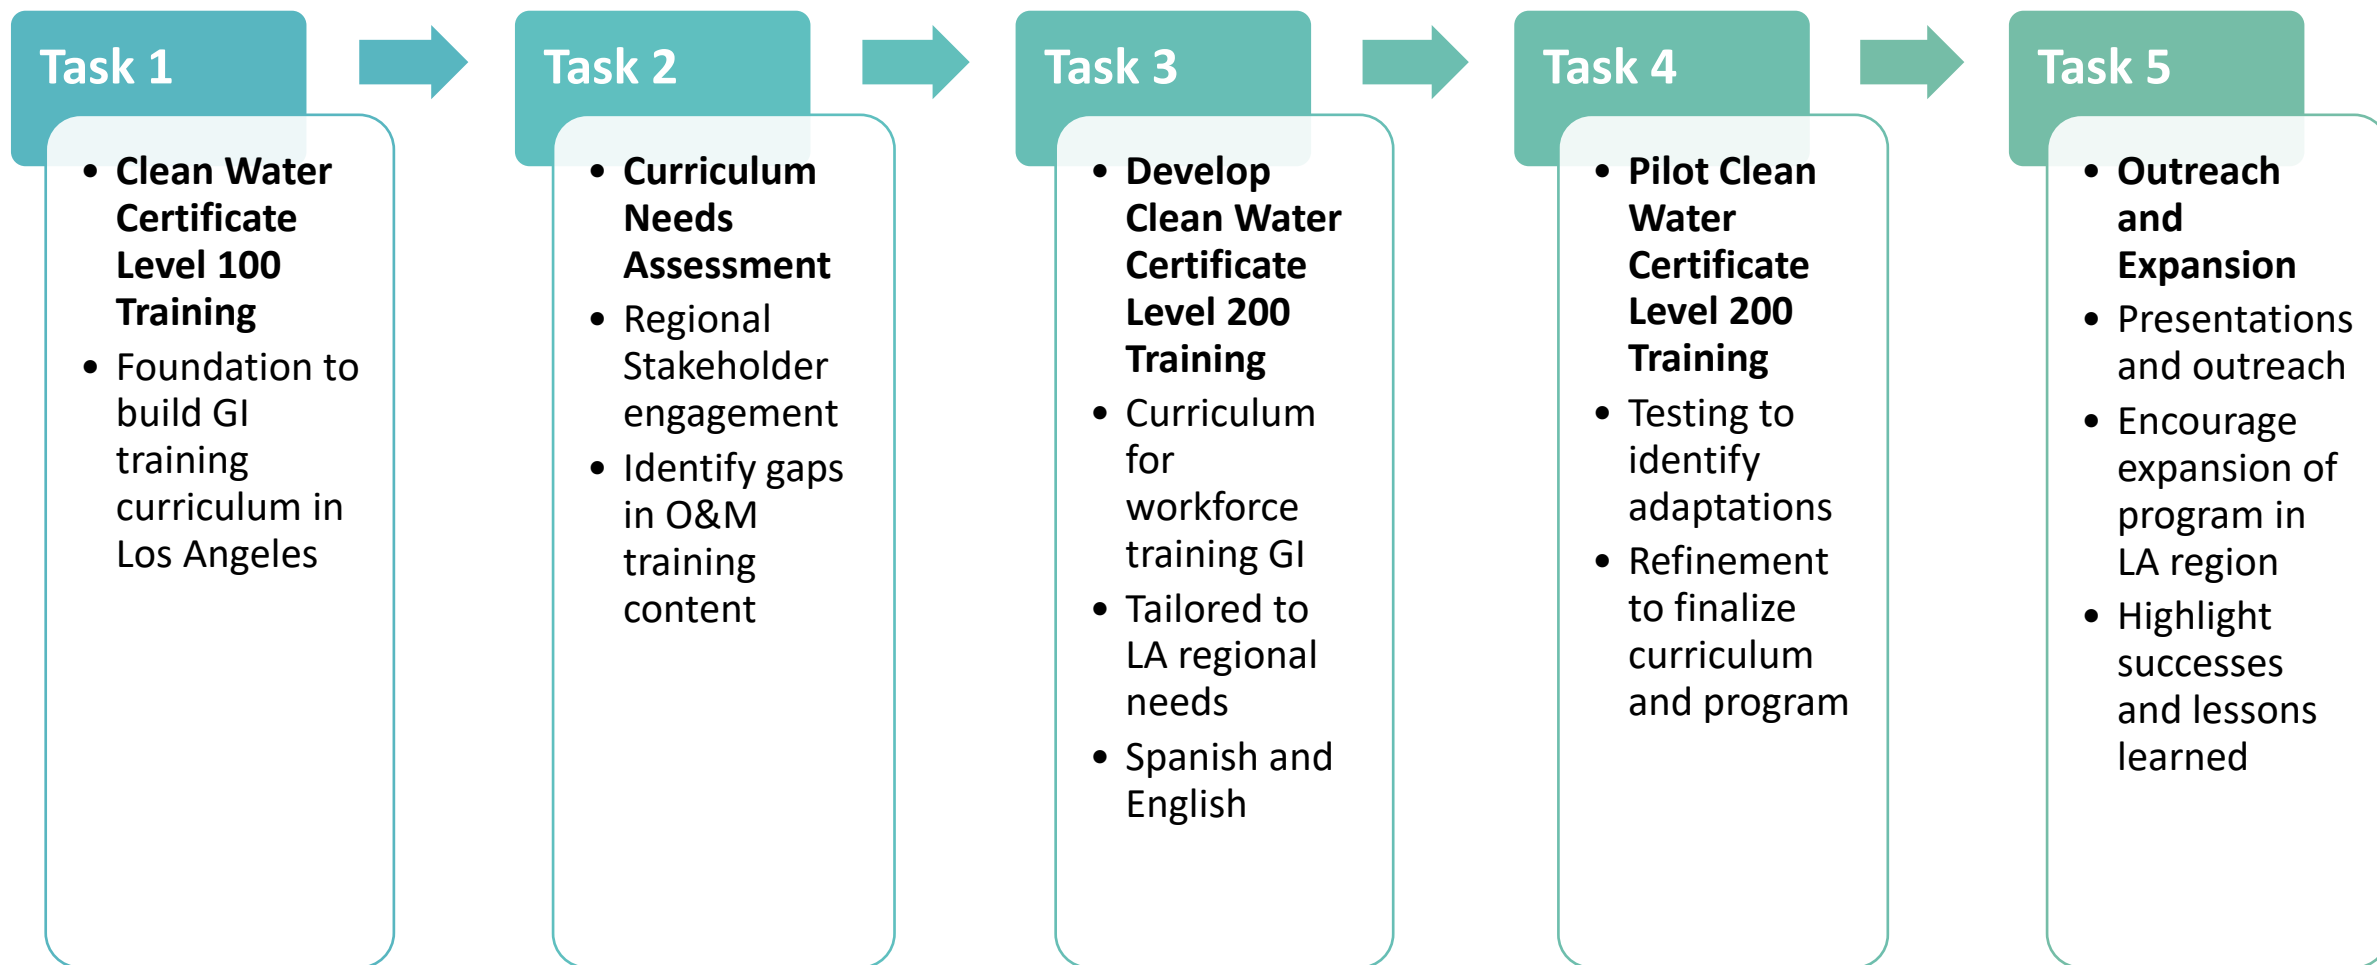 Task 1
• Clean Water
Certificate
Level 100
Training
• Foundation to
build GI
training
curriculum in
Los Angeles
Task 2
• Curriculum
Needs
Assessment
• Regional
Stakeholder
engagement
• Identify gaps
in O&M
training
content
Task 3
• Develop
Clean Water
Certificate
Level 200
Training
• Curriculum
for
workforce
training GI
• Tailored to
LA regional
needs
• Spanish and
English
Task 4
• Pilot Clean
Water
Certificate
Level 200
Training
• Testing to
identify
adaptations
• Refinement
to finalize
curriculum
and program
Task 5
• Outreach
and
Expansion
• Presentations
and outreach
• Encourage
expansion of
program in
LA region
• Highlight
successes
and lessons
learned